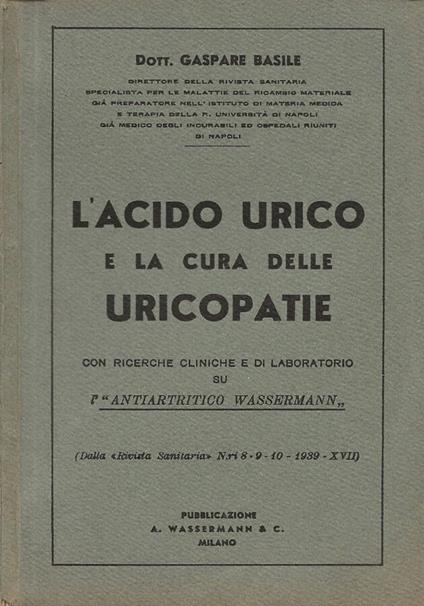 Dott. GASPARE BASILE
DIRETTORE DELLA RIVISTA SANITARIA
SPECIALISTA PER LE MALATTIE DEL RICAMBIO MATERIALE
GIÀ PREPARATORE NELL'ISTITUTO DI MATERIA MEDICA
E TERAPIA DELLA R. UNIVERSITÀ DI NAPOLI
GIÀ MEDICO DEGLI INCURABILI ED OSPEDALI RIUNITI
DI NAPOLI
L'ACIDO URICO
E LA CURA DELLE
URICOPATIE
CON RICERCHE CLINICHE E DI LABORATORIO
SU
l'"ANTIARTRITICO WASSERMANN„
(Dalla «Rivista Sanitaria» N.ri 8 - 9 - 10 - 1939 - XVII)
PUBBLICAZIONE
A. WASSERMANN & C.
MILANO